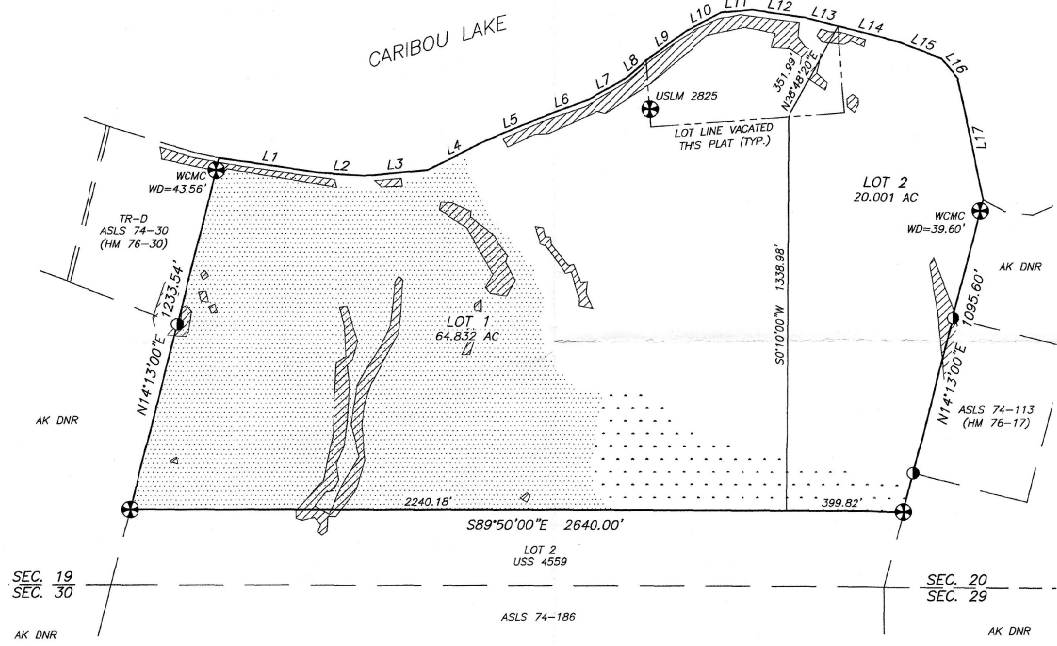 CARIBOU LAKE
L1
L2
L3
L4
L5
L6
L7
L8
L9
L10
L11
L12
L13
L14
L15
L16
L17
USLM 2825
351.99'
N26°48'20"E
LOT LINE VACATED
THIS PLAT (TYP.)
WCMC
WD=43.56'
TR-D
ASLS 74-30
(HM 76-30)
LOT 2
20.001 AC
WCMC
WD=39.60'
AK DNR
N14°13'00"E 1233.54'
LOT 1
64.832 AC
S0°10'00"W 1338.98'
N14°13'00"E 1095.60'
AK DNR
ASLS 74-113
(HM 76-17)
2240.18'
399.82'
S89°50'00"E 2640.00'
LOT 2
USS 4559
SEC. 19
SEC. 30
SEC. 20
SEC. 29
ASLS 74-186
AK DNR
AK DNR